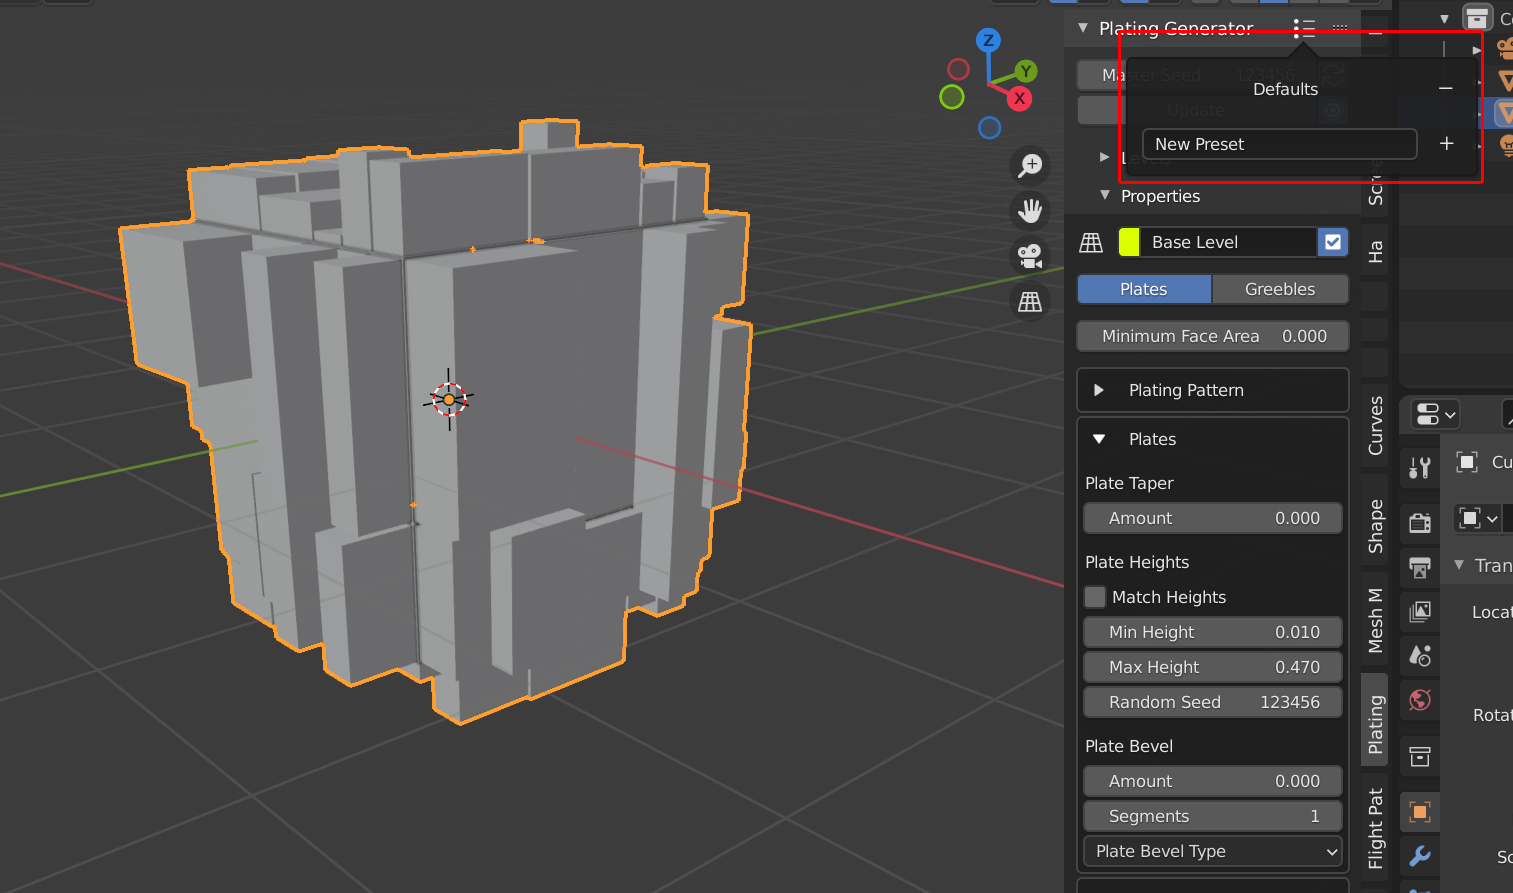 Plating Generator
Z
Y
X
Master Seed 123456
Defaults
Update
New Preset
Levels
Properties
Base Level
Plates
Greebles
Minimum Face Area 0.000
Plating Pattern
Plates
Plate Taper
Amount 0.000
Plate Heights
Match Heights
Min Height 0.010
Max Height 0.470
Random Seed 123456
Plate Bevel
Amount 0.000
Segments 1
Plate Bevel Type
Ha
Curves
Shape
Mesh M
Plating
Flight Pat
Cu
Tran
Locat
Rotat
Sc